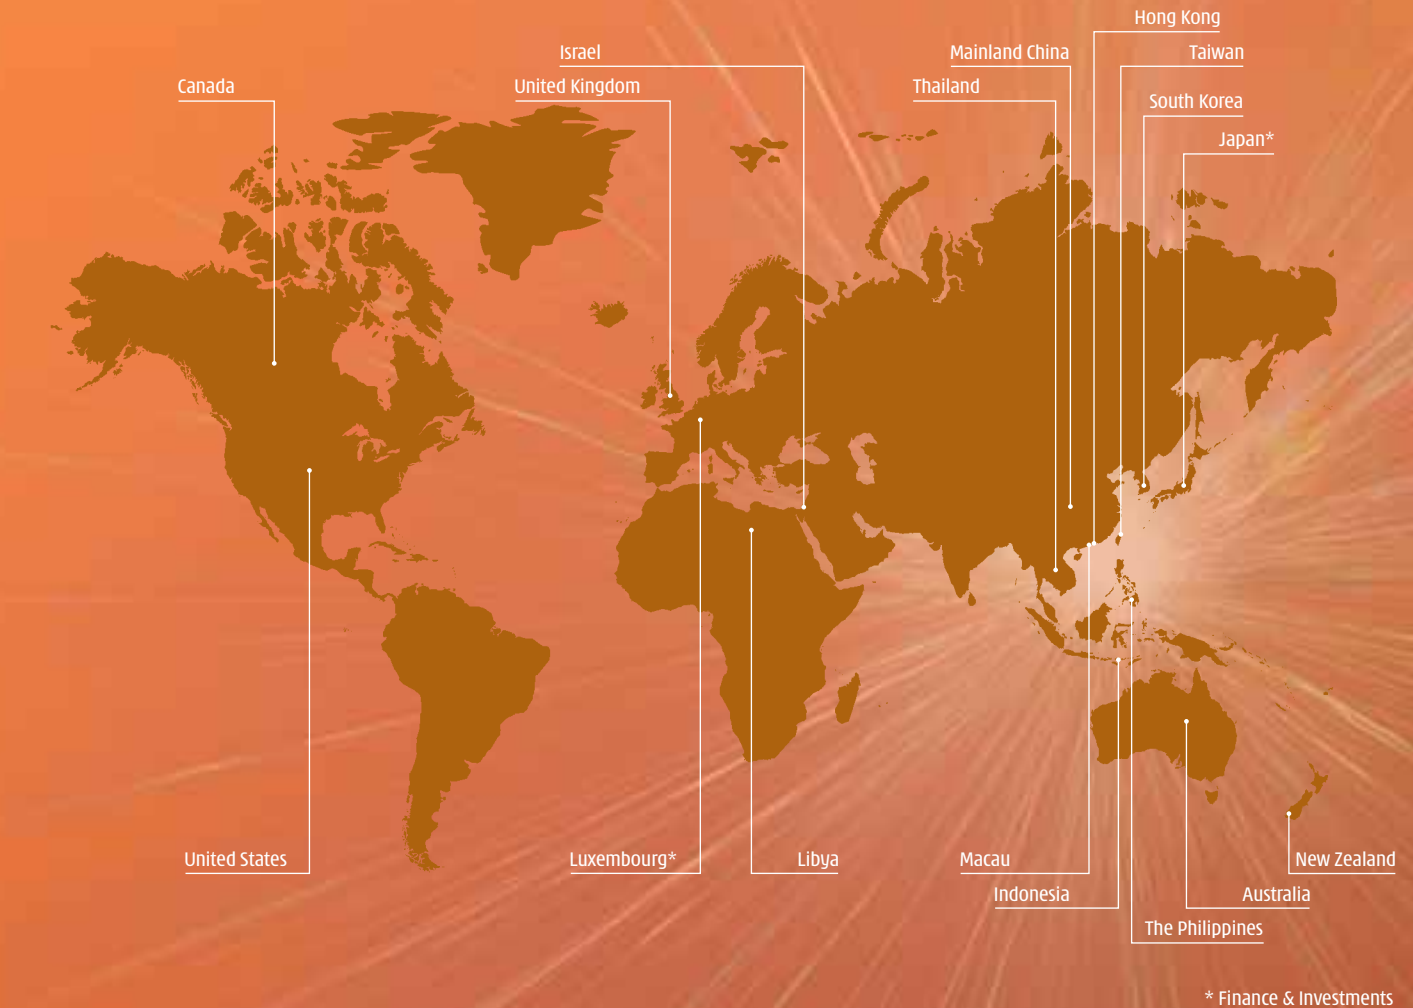 Hong Kong
Israel
Mainland China
Taiwan
Canada
United Kingdom
Thailand
South Korea
Japan*
United States
Luxembourg*
Libya
Macau
New Zealand
Indonesia
Australia
The Philippines
* Finance & Investments